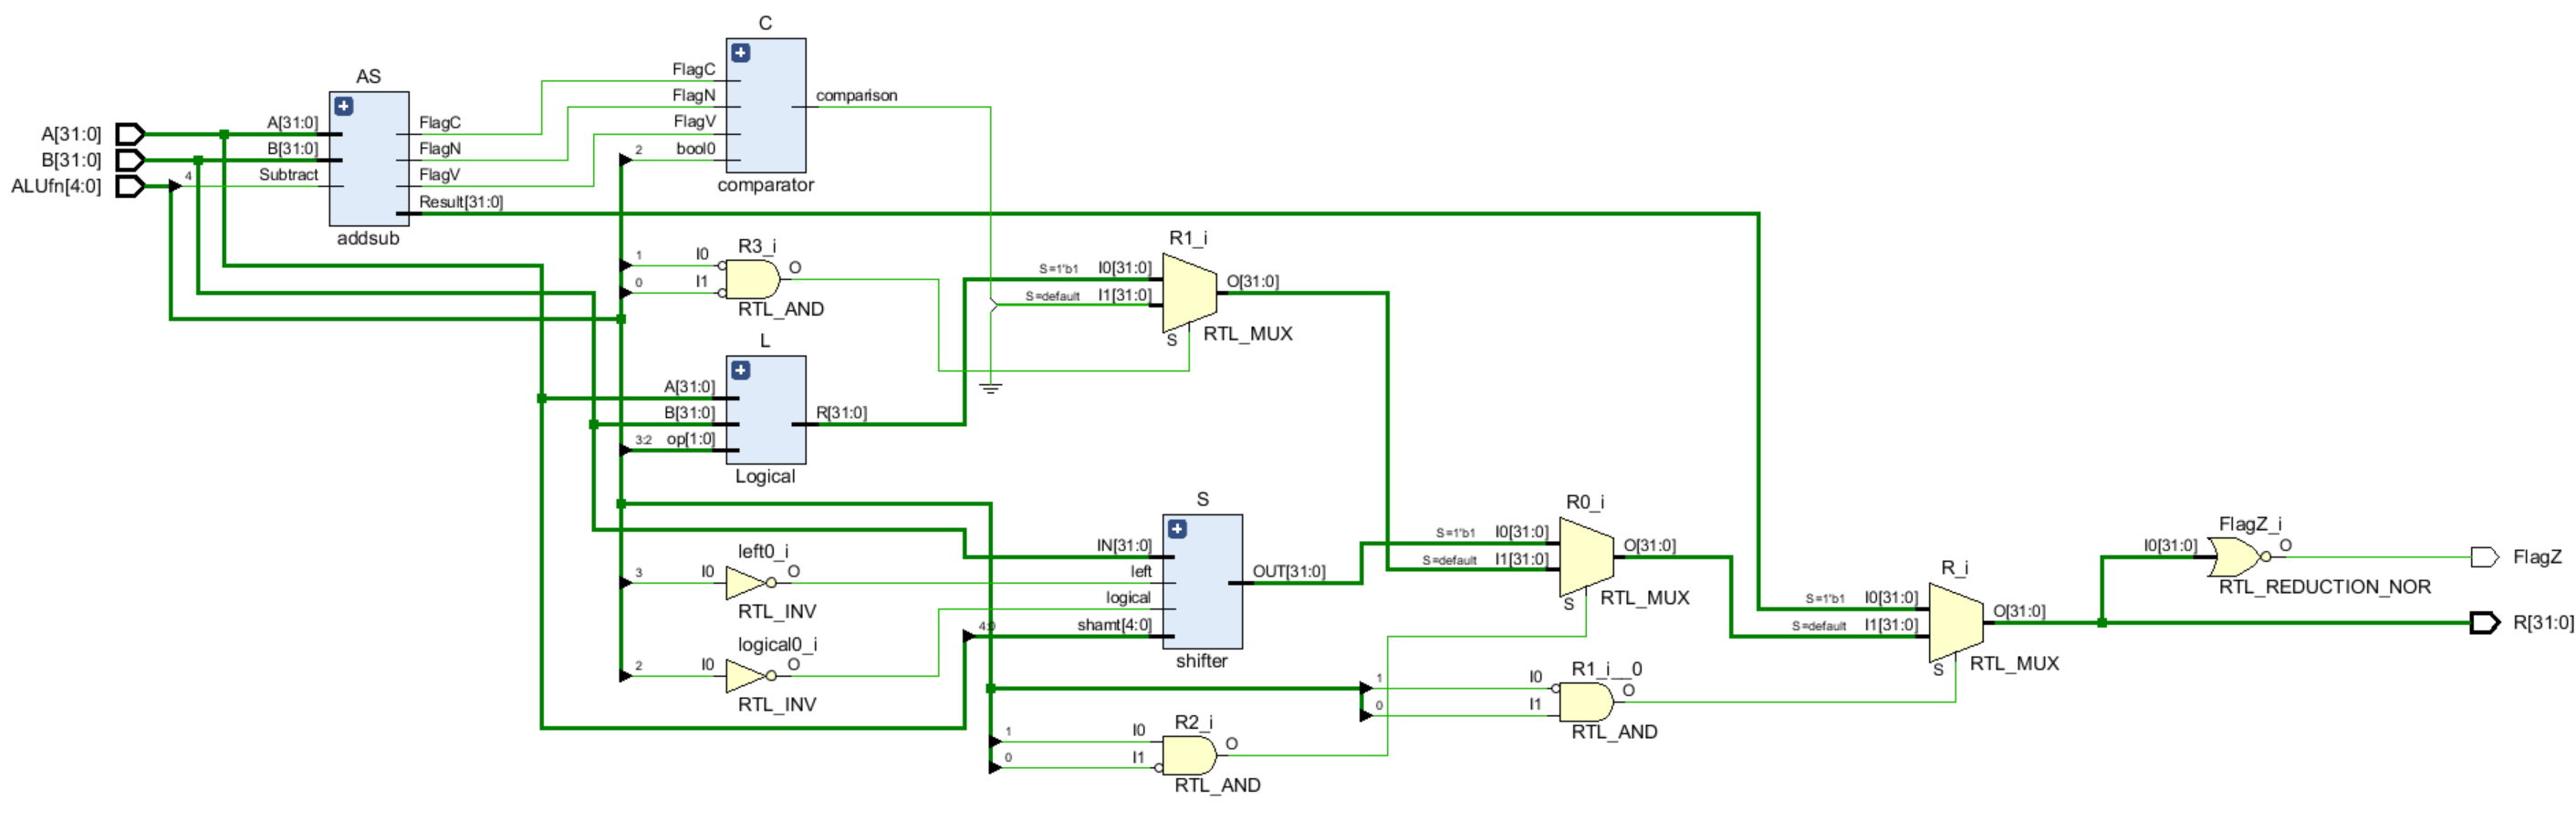 C
AS
FlagC
FlagN
FlagV
2 bool0
comparison
comparator
A[31:0]
B[31:0]
ALUfn[4:0]
A[31:0]
B[31:0]
4 Subtract
FlagC
FlagN
FlagV
Result[31:0]
addsub
R3_i
1 I0
0 I1
O
RTL_AND
R1_i
S=1'b1 I0[31:0]
S=default I1[31:0]
O[31:0]
S
RTL_MUX
L
A[31:0]
B[31:0]
3:2 op[1:0]
R[31:0]
Logical
S
IN[31:0]
left
logical
4:0 shamt[4:0]
OUT[31:0]
shifter
left0_i
3 I0
O
RTL_INV
logical0_i
2 I0
O
RTL_INV
R0_i
S=1'b1 I0[31:0]
S=default I1[31:0]
O[31:0]
S
RTL_MUX
R2_i
1 I0
0 I1
O
RTL_AND
R1_i__0
1 I0
0 I1
O
RTL_AND
R_i
S=1'b1 I0[31:0]
S=default I1[31:0]
O[31:0]
S
RTL_MUX
FlagZ_i
I0[31:0]
O
RTL_REDUCTION_NOR
FlagZ
R[31:0]